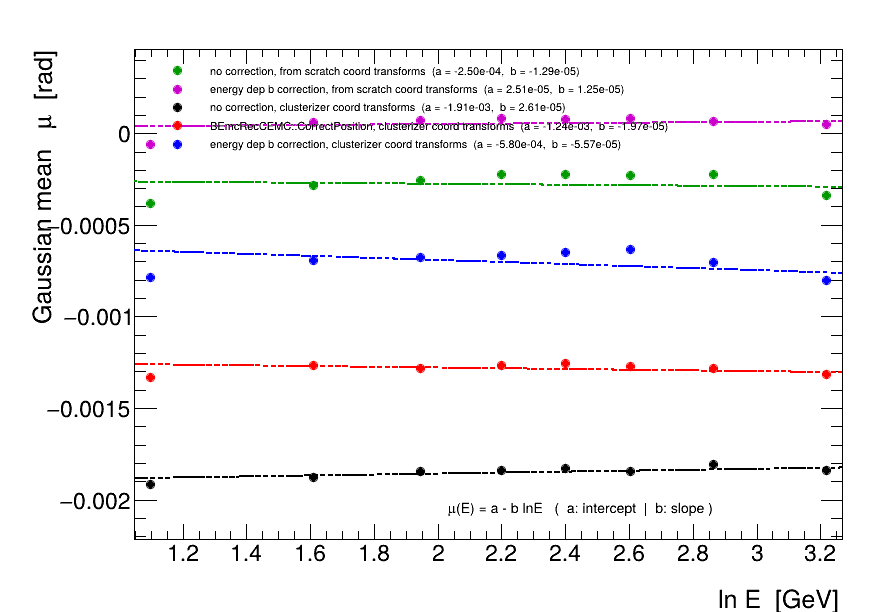 Gaussian mean μ [rad]
no correction, from scratch coord transforms (a = -2.50e-04, b = -1.29e-05)
energy dep b correction, from scratch coord transforms (a = 2.51e-05, b = 1.25e-05)
no correction, clusterizer coord transforms (a = -1.91e-03, b = 2.61e-05)
BEmcRecCEMC::CorrectPosition, clusterizer coord transforms (a = -1.24e-03, b = -1.97e-05)
energy dep b correction, clusterizer coord transforms (a = -5.80e-04, b = -5.57e-05)
0
−0.0005
−0.001
−0.0015
−0.002
μ(E) = a - b lnE ( a: intercept | b: slope )
1.2 1.4 1.6 1.8 2 2.2 2.4 2.6 2.8 3 3.2
ln E [GeV]